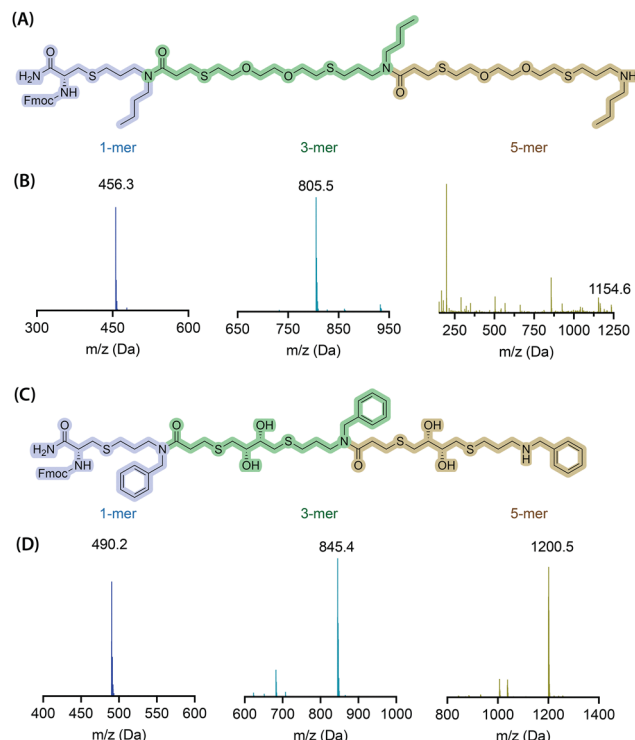 (A)
O
H₂N
S
N
Fmoc
NH
O
S
O
O
S
N
O
S
O
O
S
NH
1-mer
3-mer
5-mer
(B)
456.3
805.5
1154.6
300 450 600
650 750 850 950
250 500 750 1000 1250
m/z (Da)
m/z (Da)
m/z (Da)
(C)
O
H₂N
S
N
Fmoc
NH
O
S
OH
OH
S
N
O
S
OH
OH
S
N
H
1-mer
3-mer
5-mer
(D)
490.2
845.4
1200.5
400 450 500 550 600
600 700 800 900 1000
800 1000 1200 1400
m/z (Da)
m/z (Da)
m/z (Da)